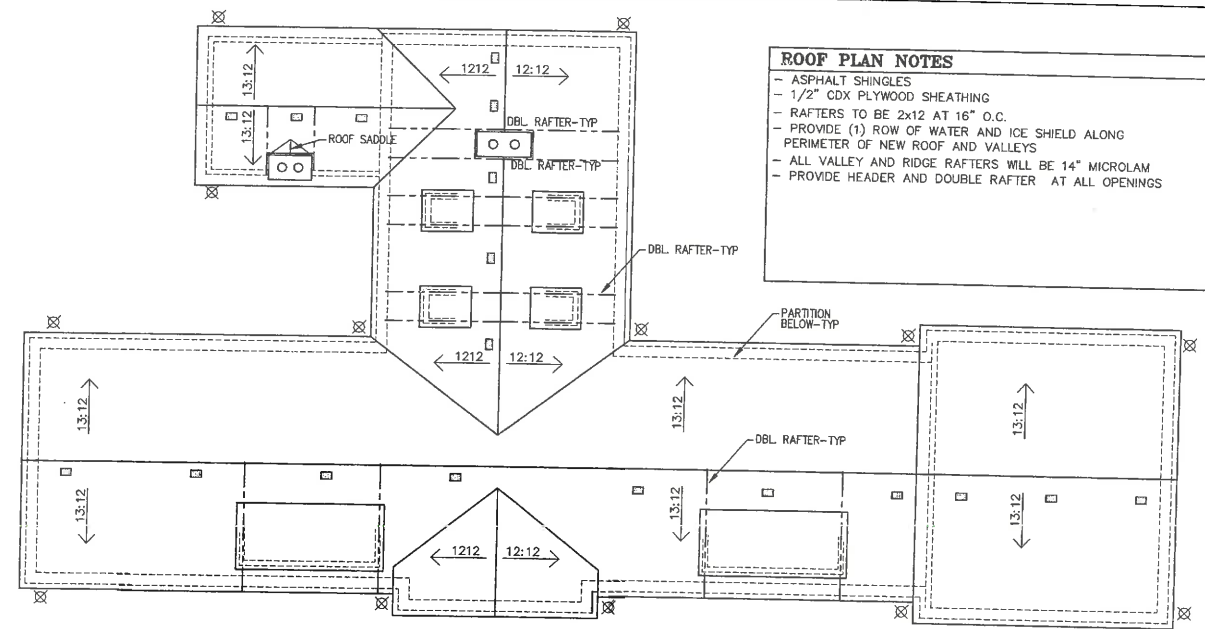 ROOF PLAN NOTES
- ASPHALT SHINGLES
- 1/2" CDX PLYWOOD SHEATHING
- RAFTERS TO BE 2x12 AT 16" O.C.
- PROVIDE (1) ROW OF WATER AND ICE SHIELD ALONG
PERIMETER OF NEW ROOF AND VALLEYS
- ALL VALLEY AND RIDGE RAFTERS WILL BE 14" MICROLAM
- PROVIDE HEADER AND DOUBLE RAFTER AT ALL OPENINGS
13:12
1212
12:12
13:12
ROOF SADDLE
DBL. RAFTER-TYP
DBL. RAFTER-TYP
DBL. RAFTER-TYP
PARTITION
BELOW-TYP
1212
12:12
13:12
13:12
13:12
DBL. RAFTER-TYP
13:12
13:12
13:12
1212
12:12